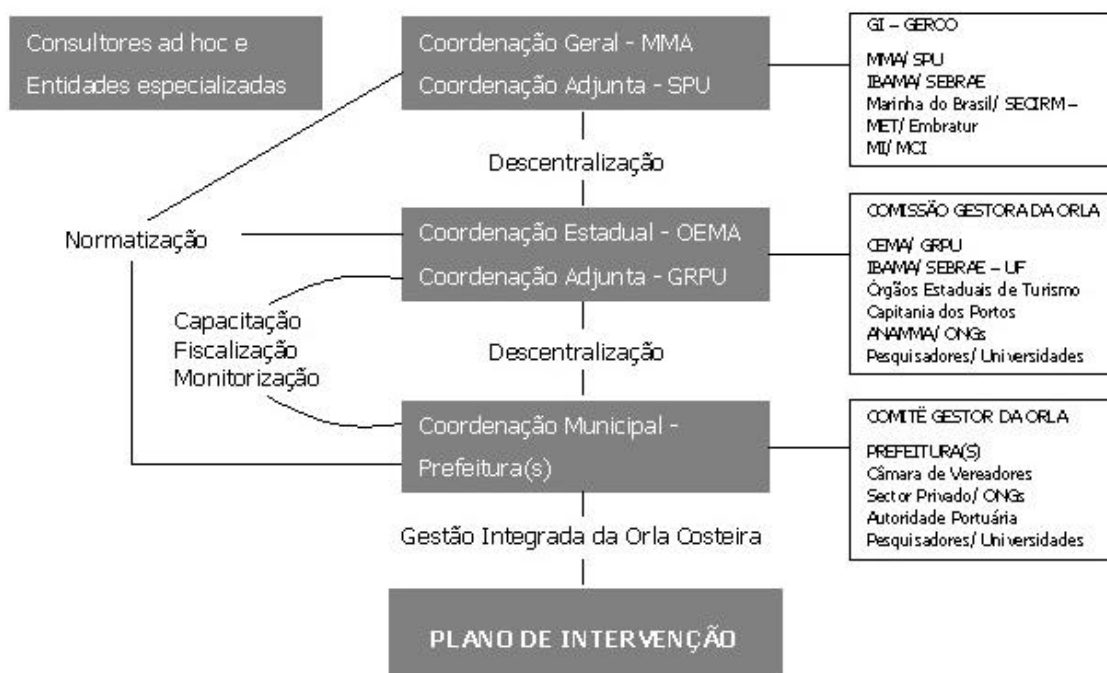 Consultores ad hoc e
Entidades especializadas
Coordenação Geral - MMA
Coordenação Adjunta - SPU
GI – GERCO
MMA/ SPU
IBAMA/ SEBRAE
Marinha do Brasil/ SECIRM –
MET/ Embratur
MI/ MCI
Descentralização
Normatização
Coordenação Estadual - OEMA
Coordenação Adjunta - GRPU
COMISSÃO GESTORA DA ORLA
CEMA/ GRPU
IBAMA/ SEBRAE – UF
Órgãos Estaduais de Turismo
Capitania dos Portos
ANAMMA/ ONGs
Pesquisadores/ Universidades
Capacitação
Fiscalização
Monitorização
Descentralização
Coordenação Municipal -
Prefeitura(s)
COMITÊ GESTOR DA ORLA
PREFEITURA(S)
Câmara de Vereadores
Sector Privado/ ONGs
Autoridade Portuária
Pesquisadores/ Universidades
Gestão Integrada da Orla Costeira
PLANO DE INTERVENÇÃO